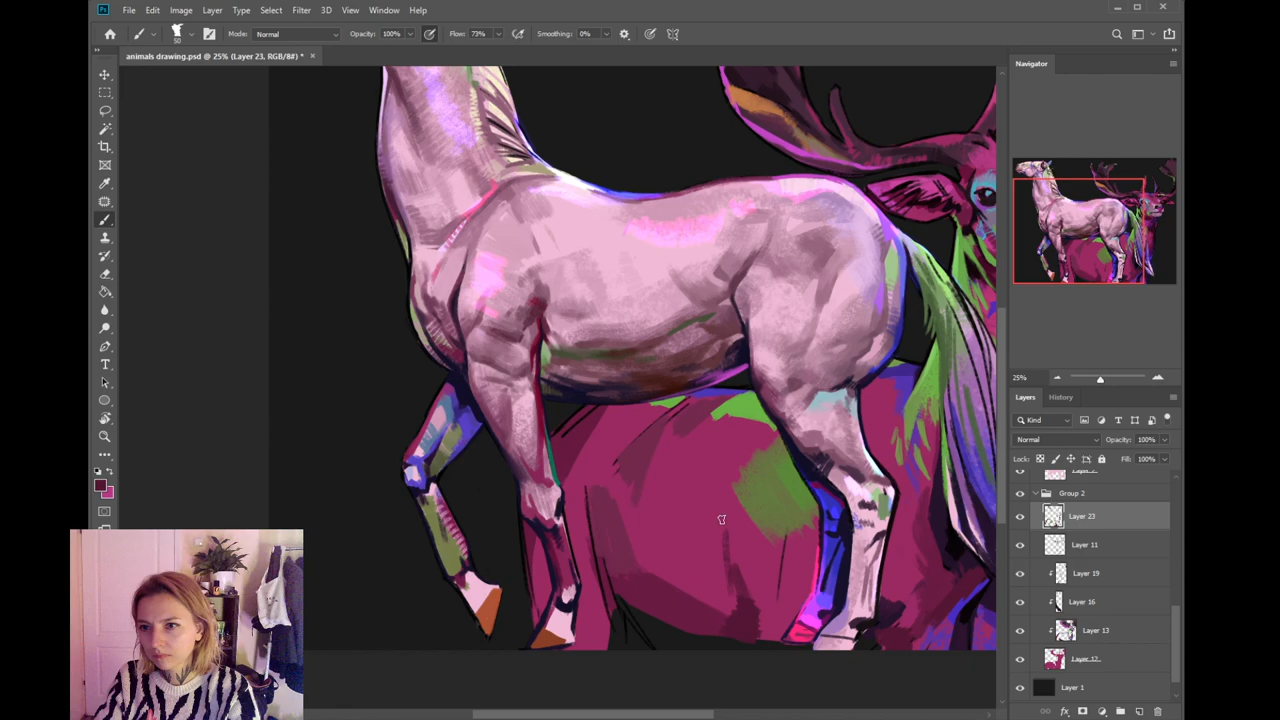 Ps File Edit Image Layer Type Select Filter 3D View Window Help
50 Mode: Normal Opacity: 100% Flow: 73% Smoothing: 0%
animals drawing.psd @ 25% (Layer 23, RGB/8#) *
Navigator
25%
Layers History
Kind
Normal Opacity: 100%
Lock: Fill: 100%
Group 2
Layer 23
Layer 11
Layer 19
Layer 16
Layer 13
Layer 12
Layer 1